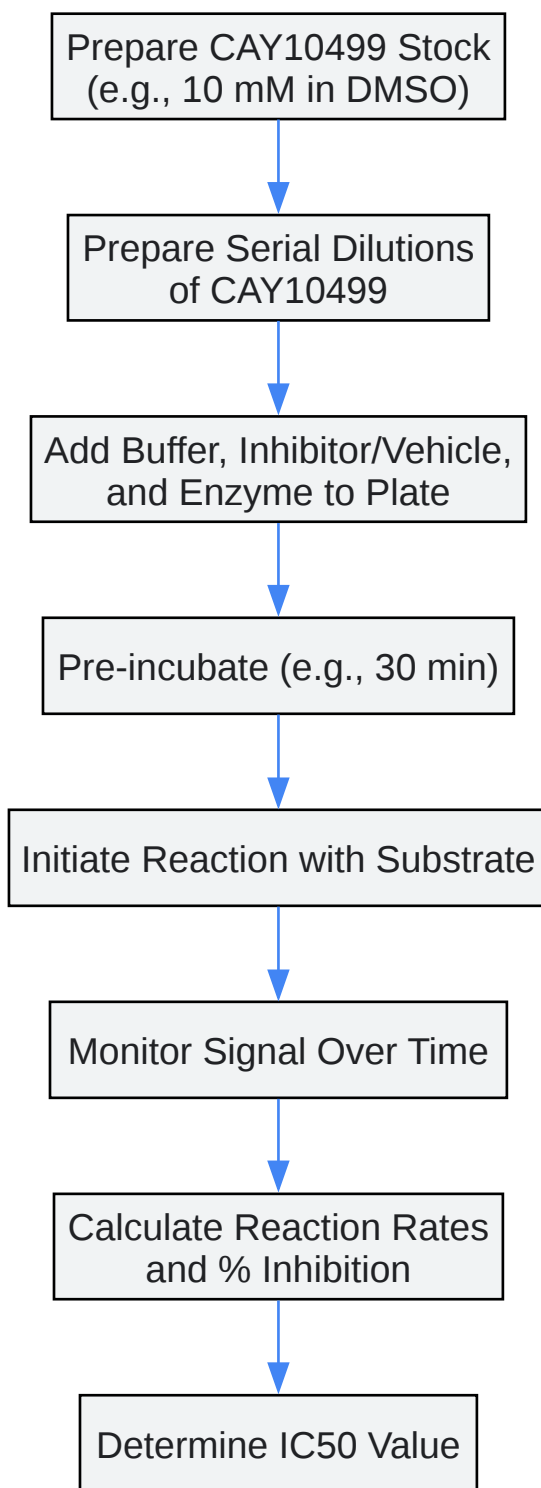 Prepare CAY10499 Stock
(e.g., 10 mM in DMSO)
Prepare Serial Dilutions
of CAY10499
Add Buffer, Inhibitor/Vehicle,
and Enzyme to Plate
Pre-incubate (e.g., 30 min)
Initiate Reaction with Substrate
Monitor Signal Over Time
Calculate Reaction Rates
and % Inhibition
Determine IC50 Value